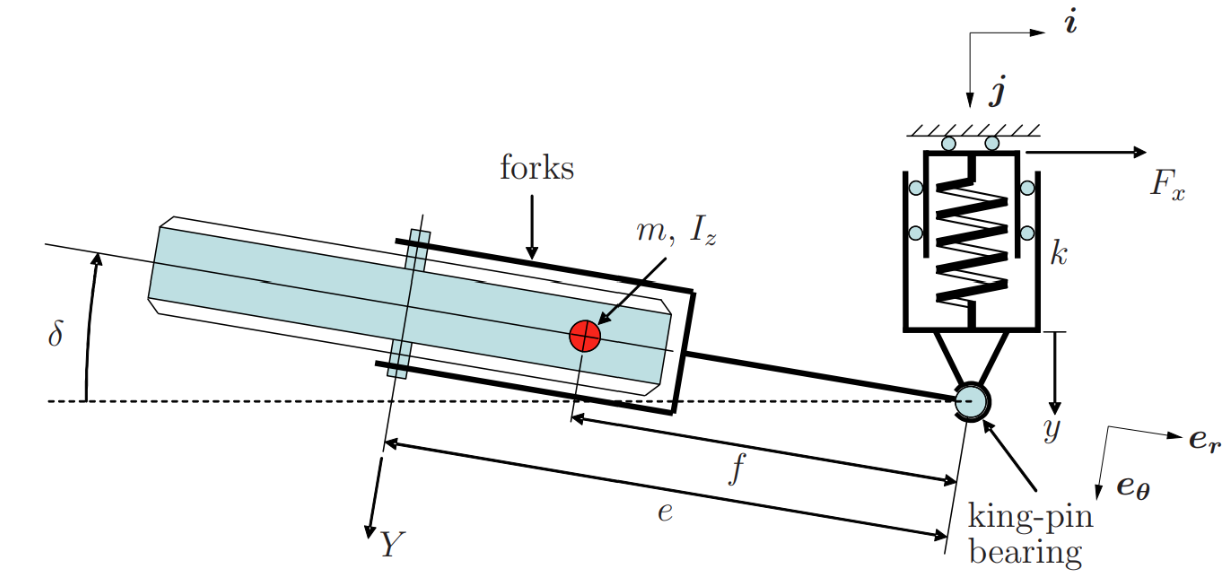 i
j
forks
F_x
m, I_z
k
δ
y
e_r
f
e_θ
e
king-pin
bearing
Y